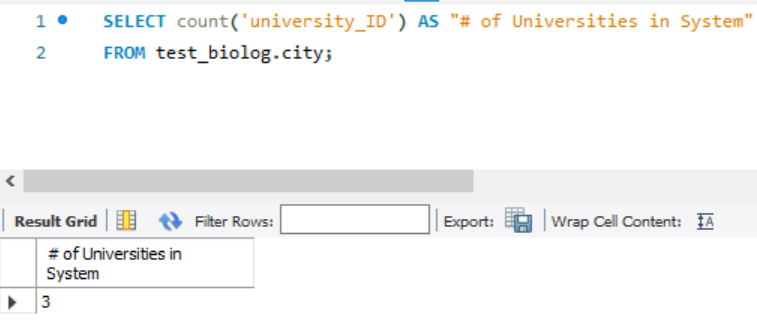 1 SELECT count('university_ID') AS "# of Universities in System"
2 FROM test_biolog.city;
Result Grid Filter Rows: Export: Wrap Cell Content: IA
# of Universities in
System
3